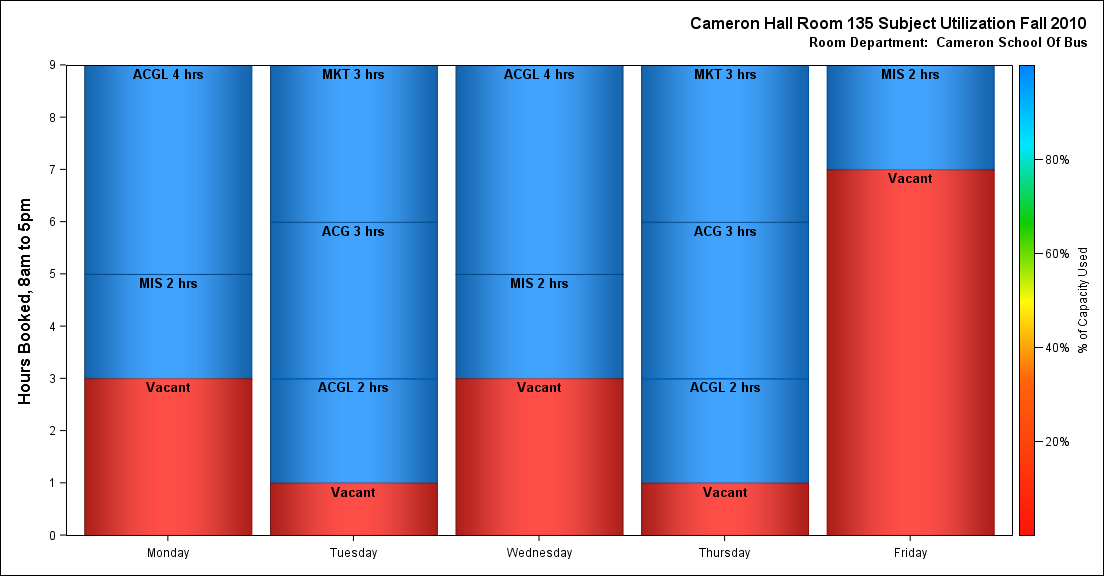 Cameron Hall Room 135 Subject Utilization Fall 2010
Room Department:  Cameron School Of Bus
Hours Booked, 8am to 5pm
9
8
7
6
5
4
3
2
1
0
ACGL 4 hrs
MIS 2 hrs
Vacant
MKT 3 hrs
ACG 3 hrs
ACGL 2 hrs
Vacant
ACGL 4 hrs
MIS 2 hrs
Vacant
MKT 3 hrs
ACG 3 hrs
ACGL 2 hrs
Vacant
MIS 2 hrs
Vacant
Monday
Tuesday
Wednesday
Thursday
Friday
80%
60%
40%
20%
% of Capacity Used